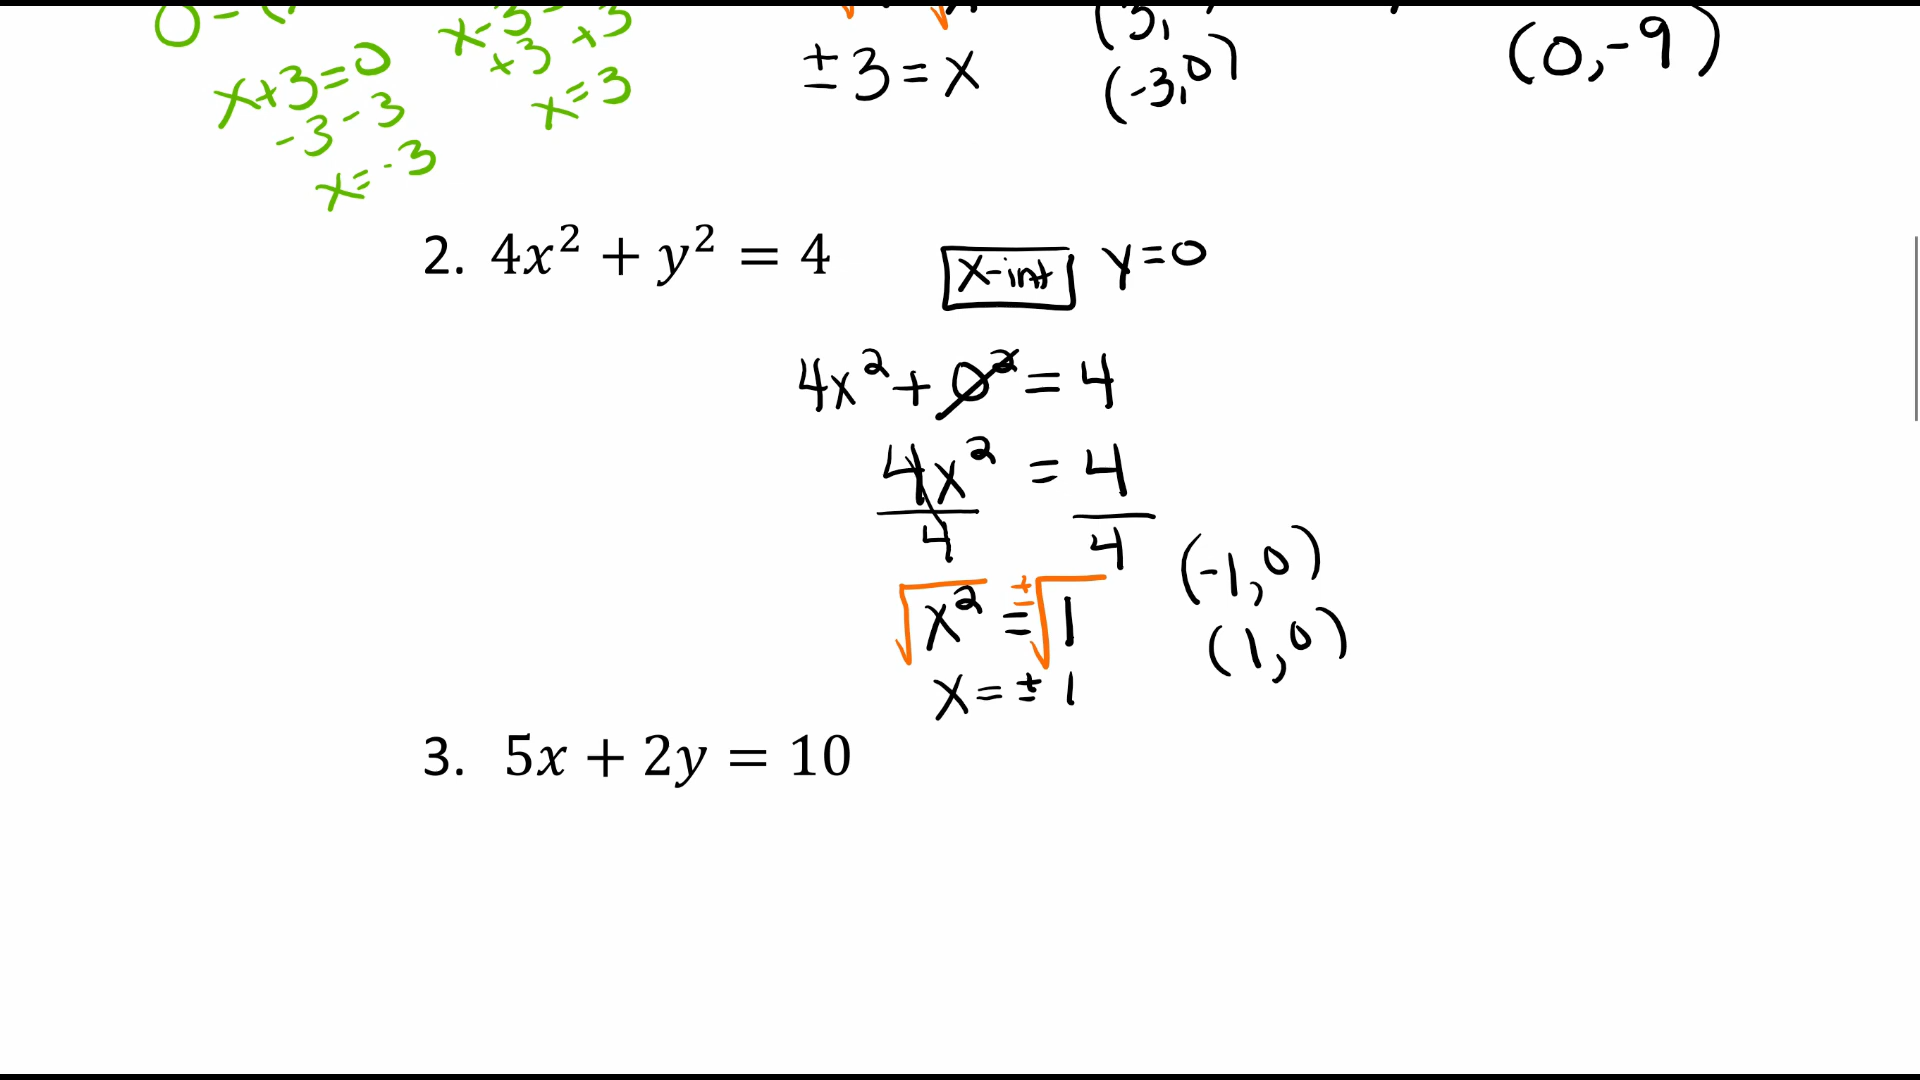 x-3
+3 +3
x=3
x+3=0
-3 -3
x=-3
± 3 = x
(3,
(-3,0)
(0,-9)
2. 4x² + y² = 4
x-int y=0
4x² + 0² = 4
4x² = 4
4 4
√x² = ±√1
x = ± 1
(-1,0)
(1,0)
3. 5x + 2y = 10